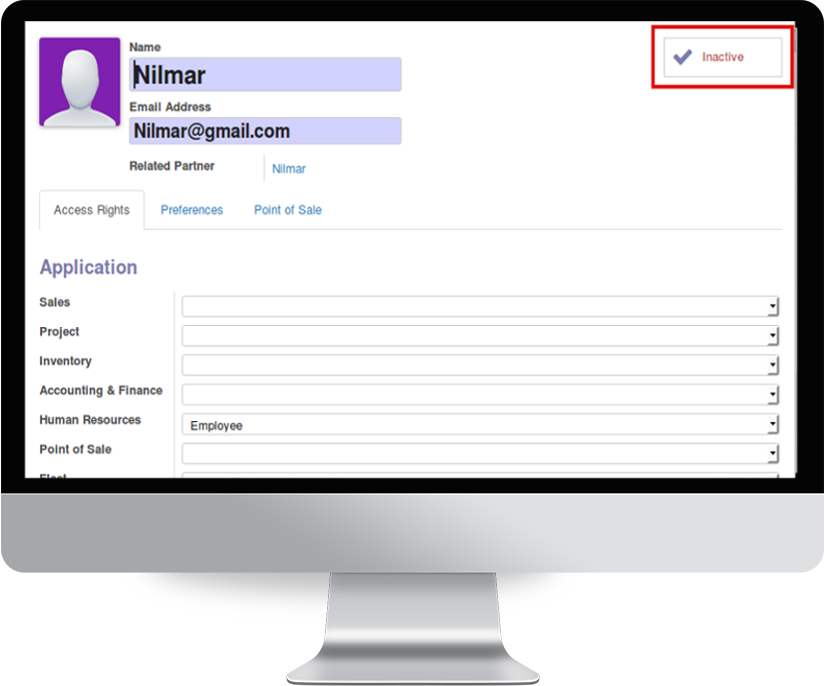 Name
Nilmar
Inactive
Email Address
Nilmar@gmail.com
Related Partner
Nilmar
Access Rights
Preferences
Point of Sale
Application
Sales
Project
Inventory
Accounting & Finance
Human Resources
Employee
Point of Sale